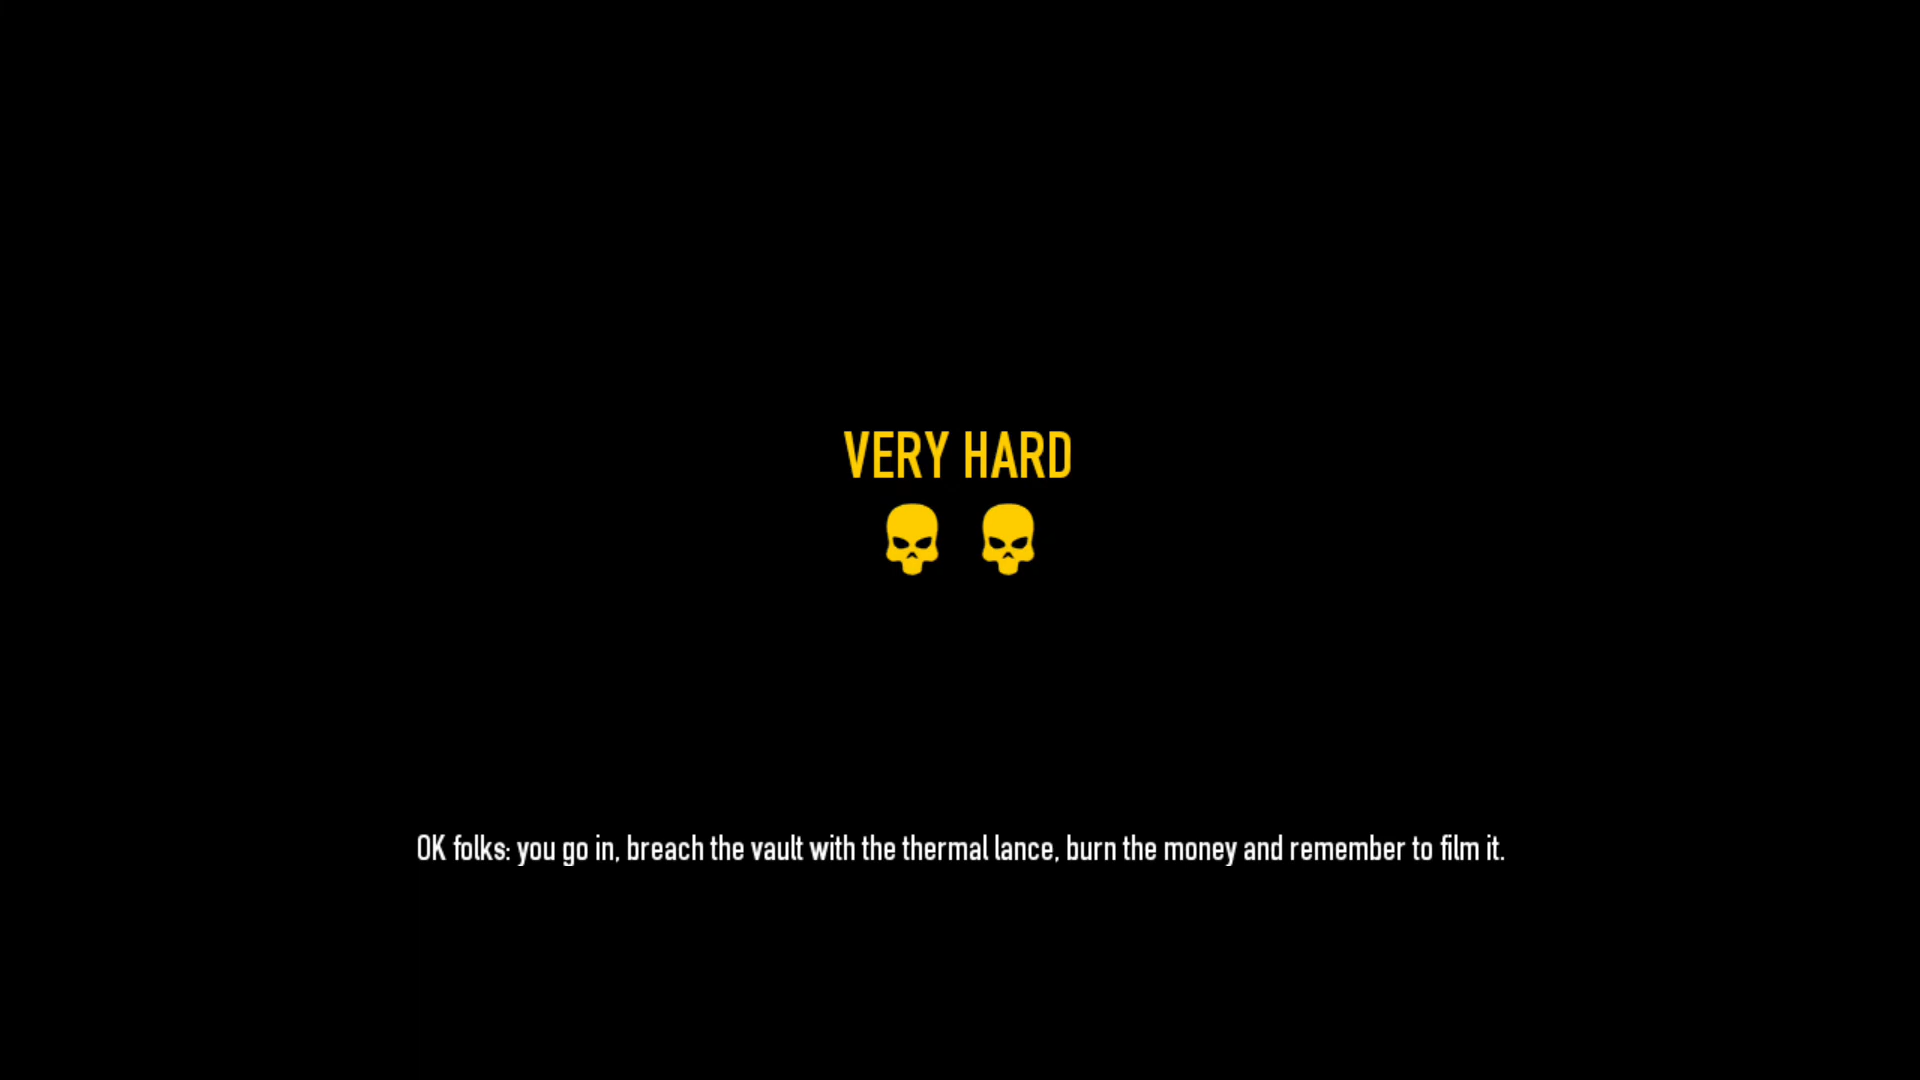 VERY HARD
OK folks: you go in, breach the vault with the thermal lance, burn the money and remember to film it.